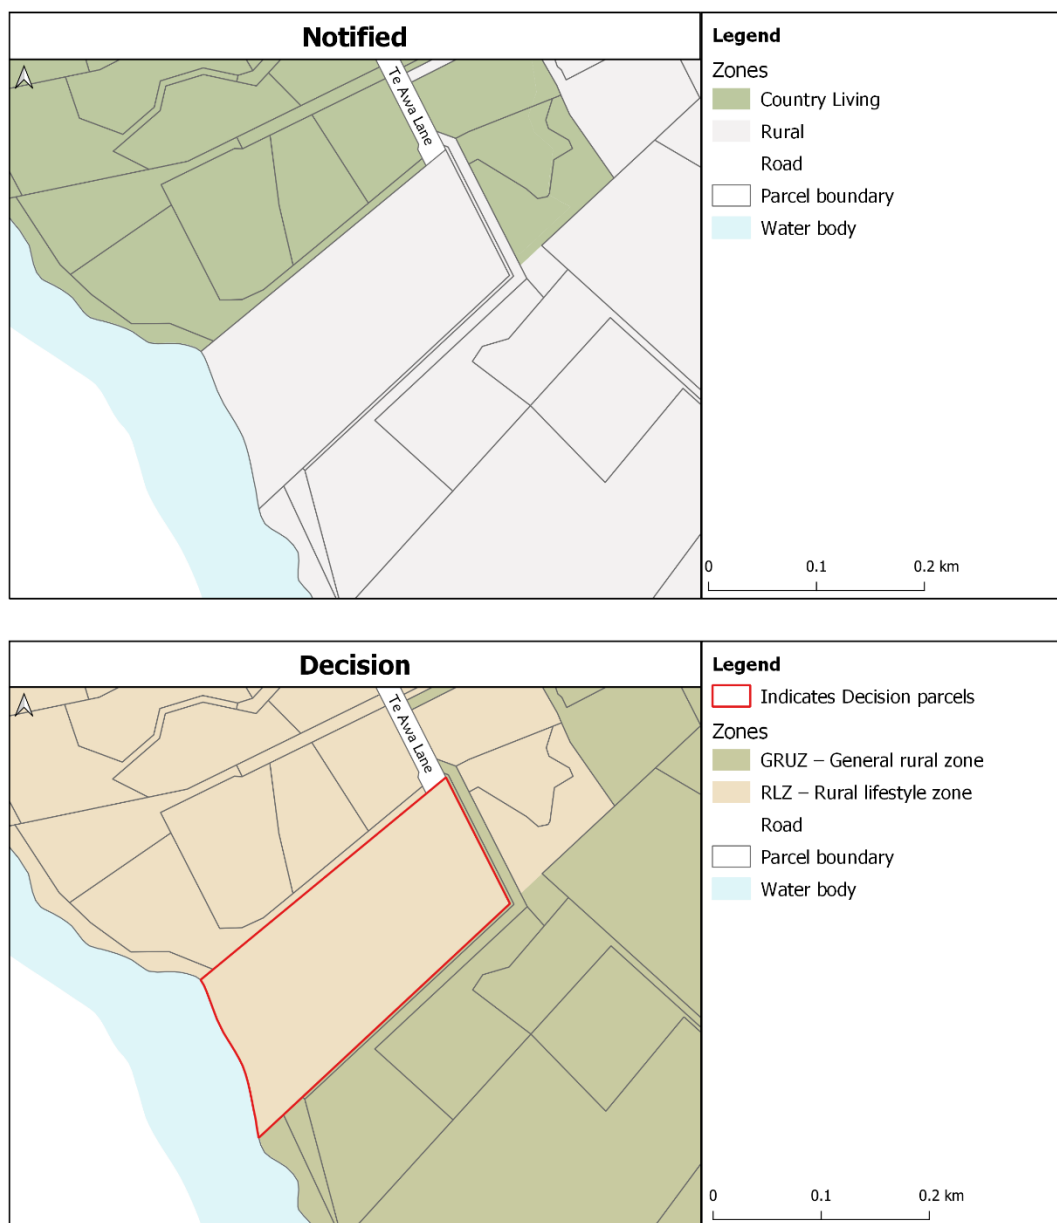 Notified
Te Awa Lane
Legend
Zones
Country Living
Rural
Road
Parcel boundary
Water body
0 0.1 0.2 km
Decision
Te Awa Lane
Legend
Indicates Decision parcels
Zones
GRUZ – General rural zone
RLZ – Rural lifestyle zone
Road
Parcel boundary
Water body
0 0.1 0.2 km